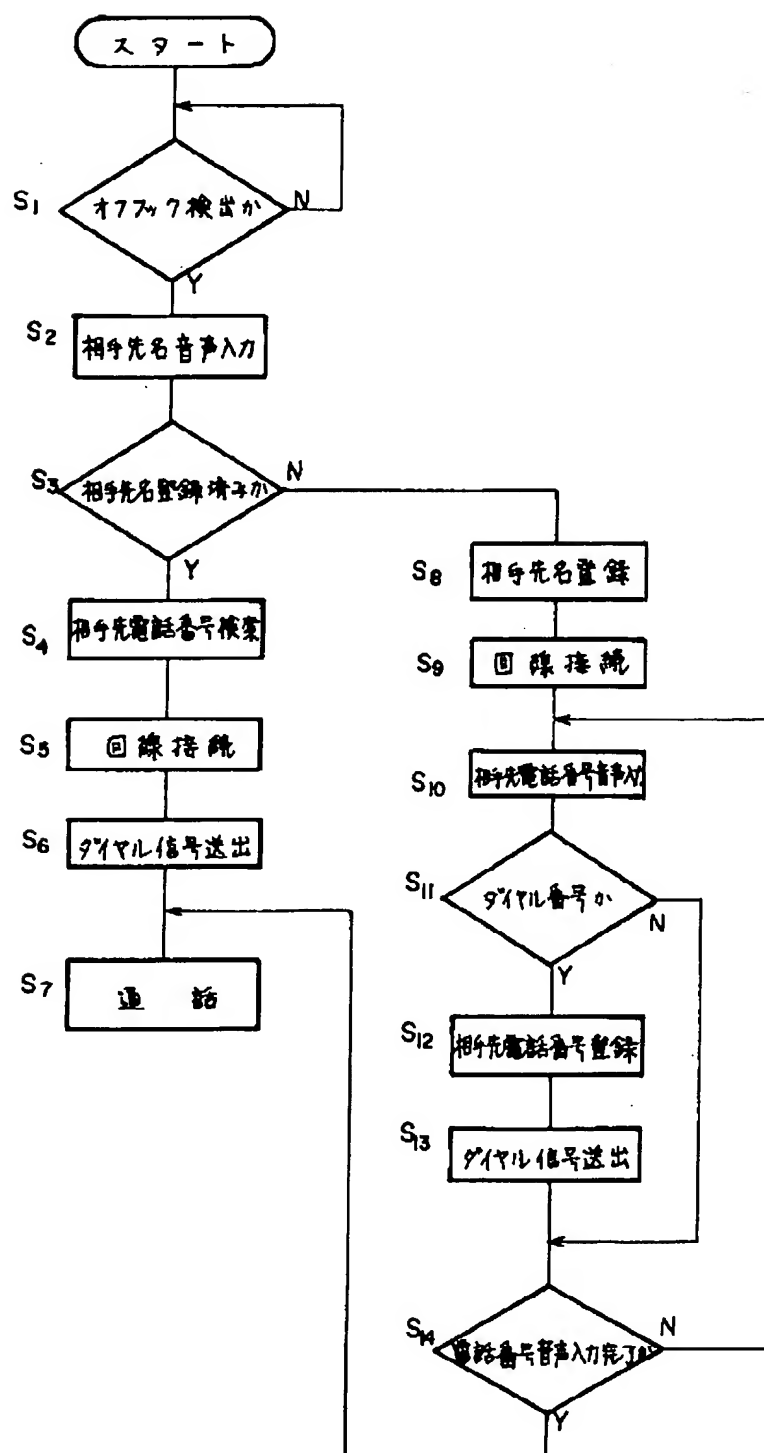 スタート
S1
オフフック検出か
N
Y
S2
相手先名音声入力
S3
相手先名登録済みか
N
Y
S4
相手先電話番号検索
S5
回線接続
S6
ダイヤル信号送出
S7
通話
S8
相手先名登録
S9
回線接続
S10
相手先電話番号音声入力
S11
ダイヤル番号か
N
Y
S12
相手先電話番号登録
S13
ダイヤル信号送出
S14
電話番号音声入力完了か
N
Y